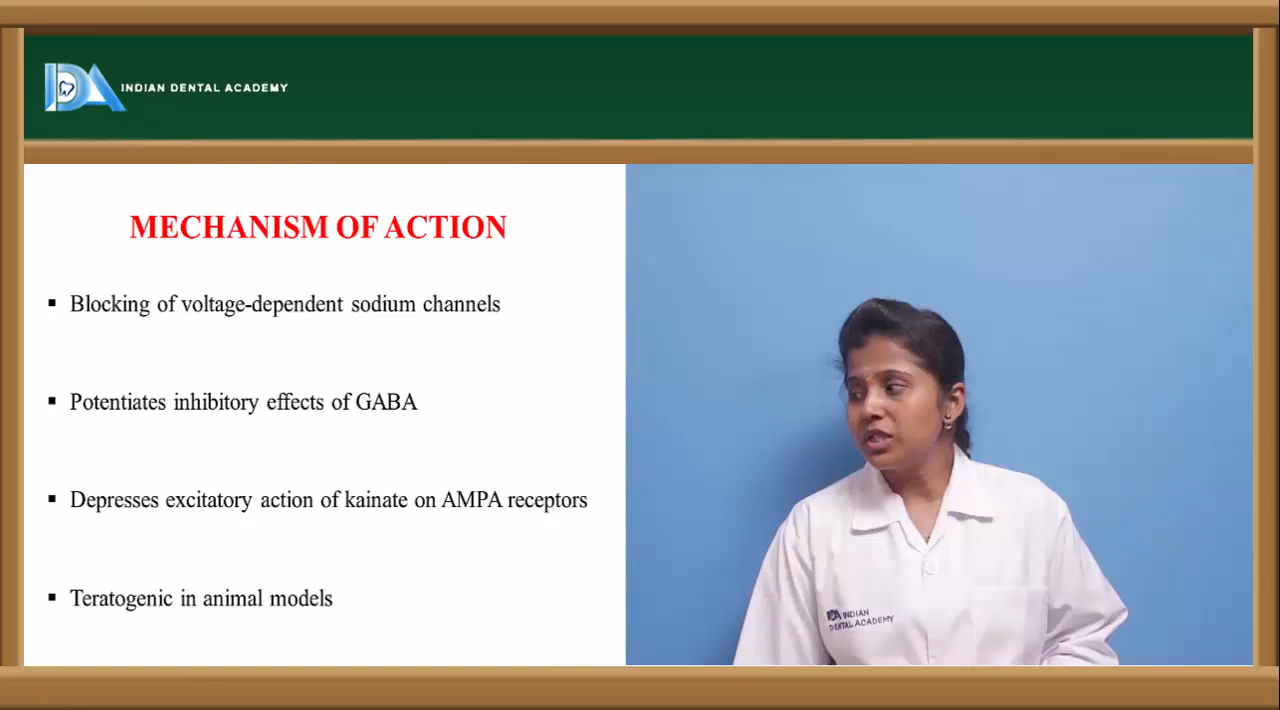 INDIAN DENTAL ACADEMY
MECHANISM OF ACTION
▪ Blocking of voltage-dependent sodium channels
▪ Potentiates inhibitory effects of GABA
▪ Depresses excitatory action of kainate on AMPA receptors
▪ Teratogenic in animal models
IDA INDIAN
DENTAL ACADEMY